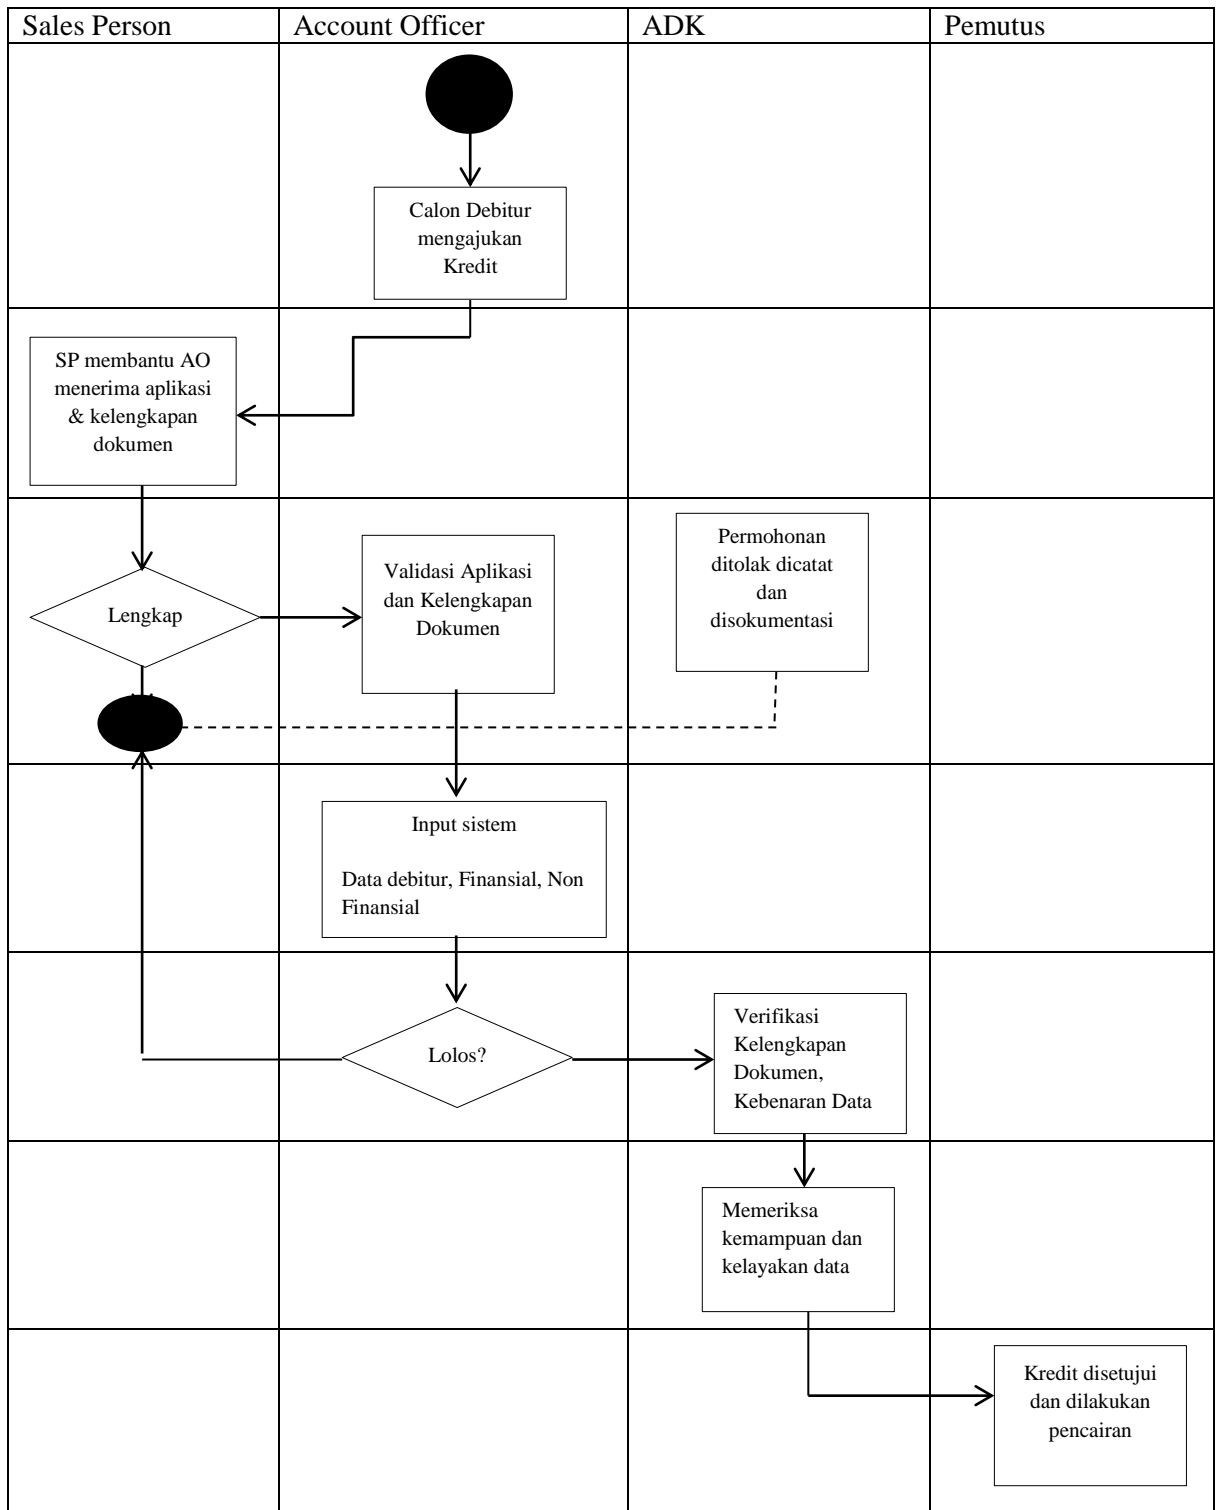 Sales Person
Account Officer
ADK
Pemutus
Calon Debitur
mengajukan
Kredit
SP membantu AO
menerima aplikasi
& kelengkapan
dokumen
Lengkap
Validasi Aplikasi
dan Kelengkapan
Dokumen
Permohonan
ditolak dicatat
dan
disokumentasi
Input sistem
Data debitur, Finansial, Non
Finansial
Lolos?
Verifikasi
Kelengkapan
Dokumen,
Kebenaran Data
Memeriksa
kemampuan dan
kelayakan data
Kredit disetujui
dan dilakukan
pencairan